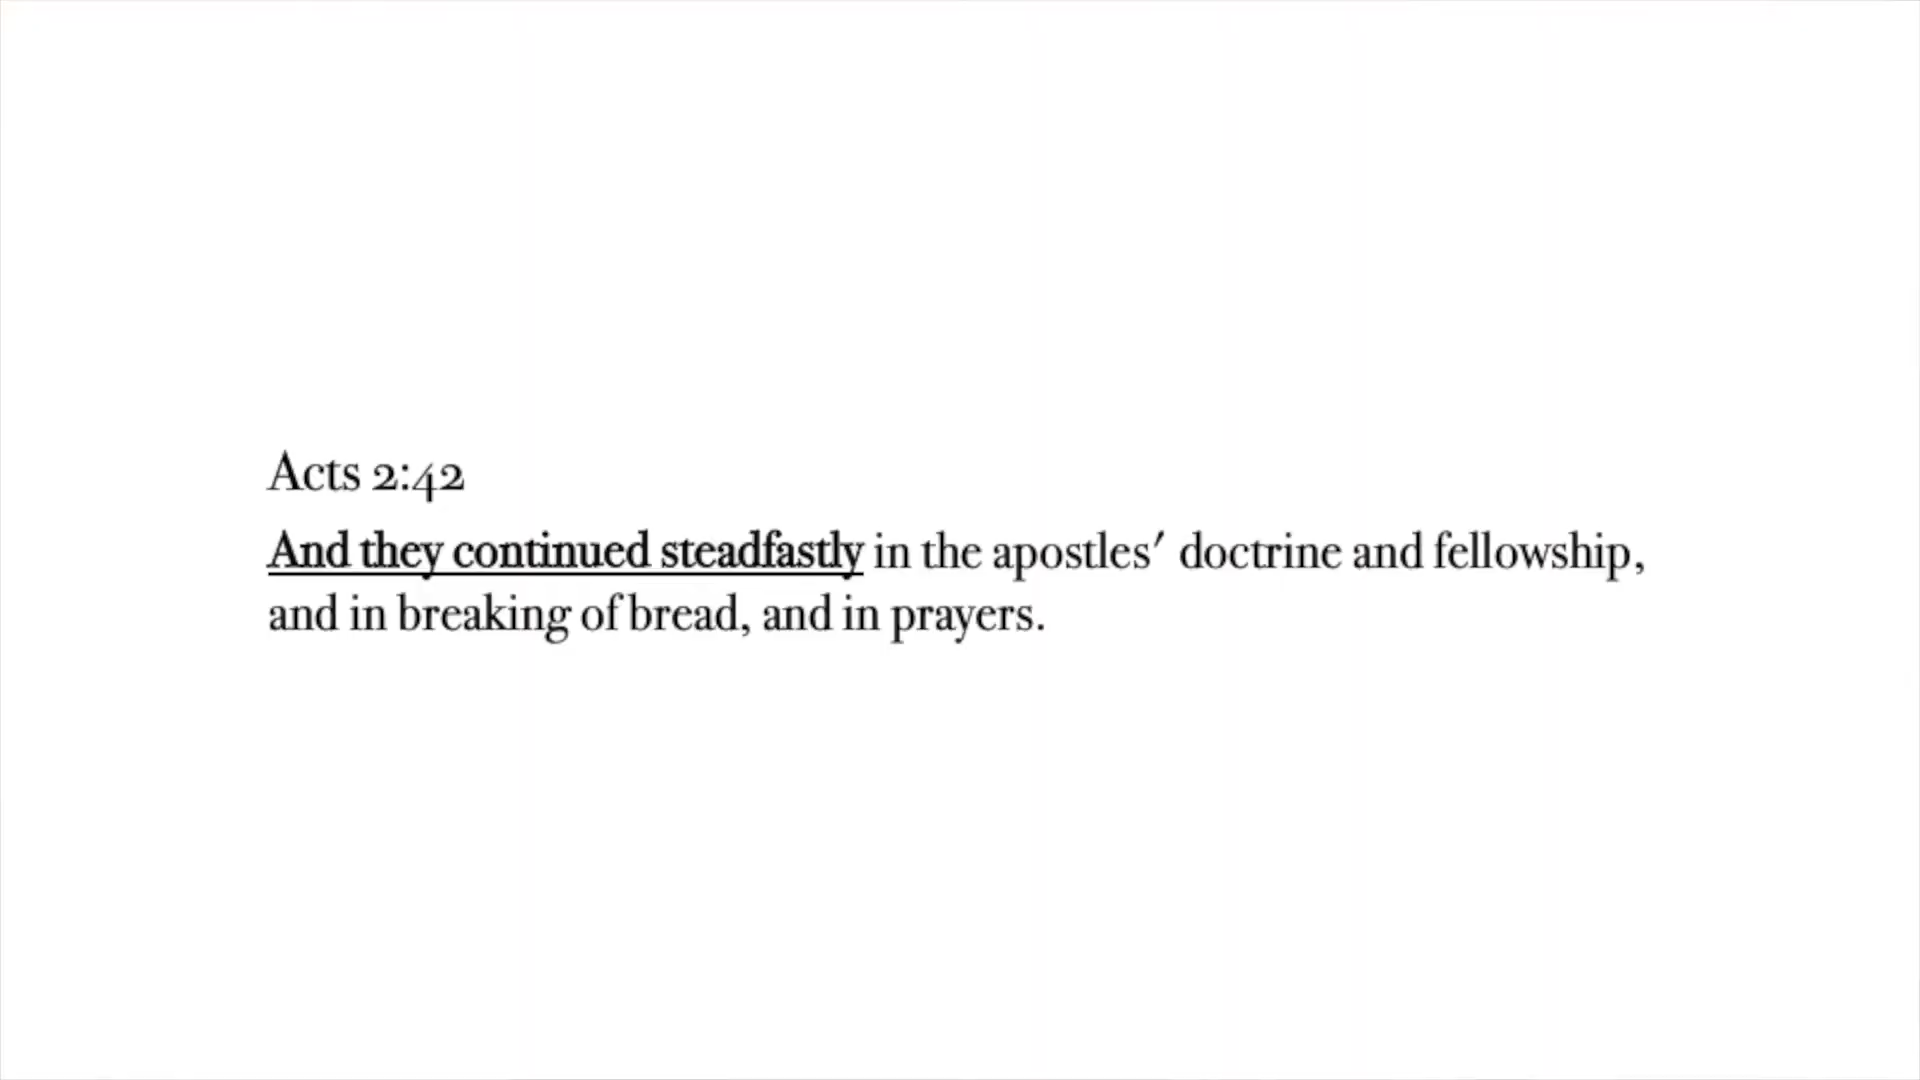 Acts 2:42
And they continued steadfastly in the apostles′ doctrine and fellowship,
and in breaking of bread, and in prayers.